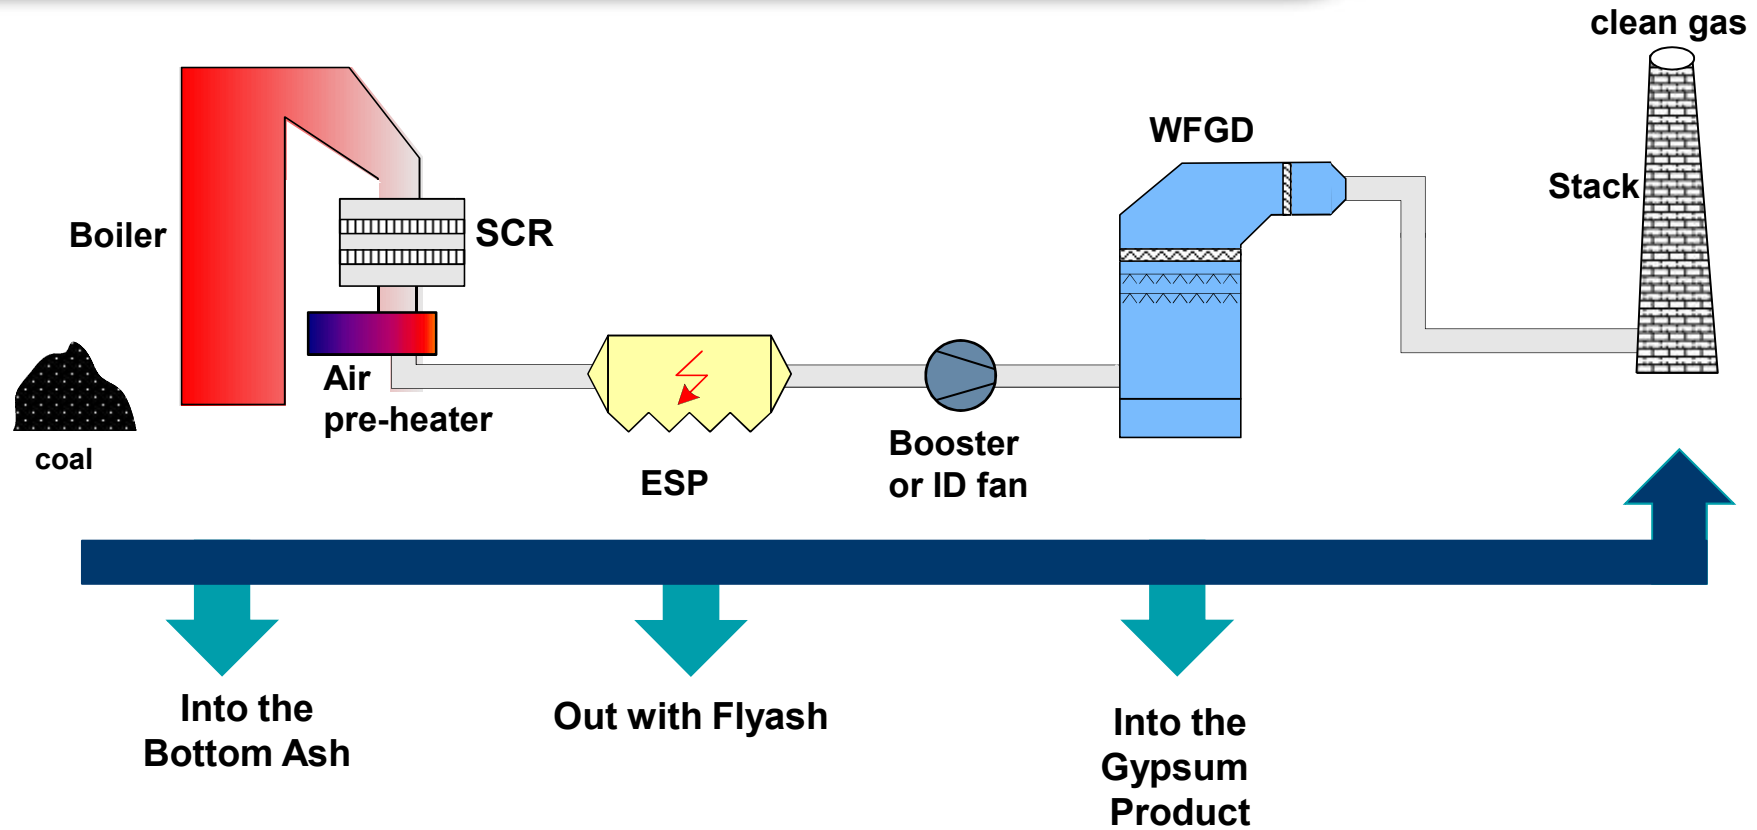 clean gas
WFGD
Stack
Boiler
SCR
Air
pre-heater
coal
ESP
Booster
or ID fan
Into the
Bottom Ash
Out with Flyash
Into the
Gypsum
Product